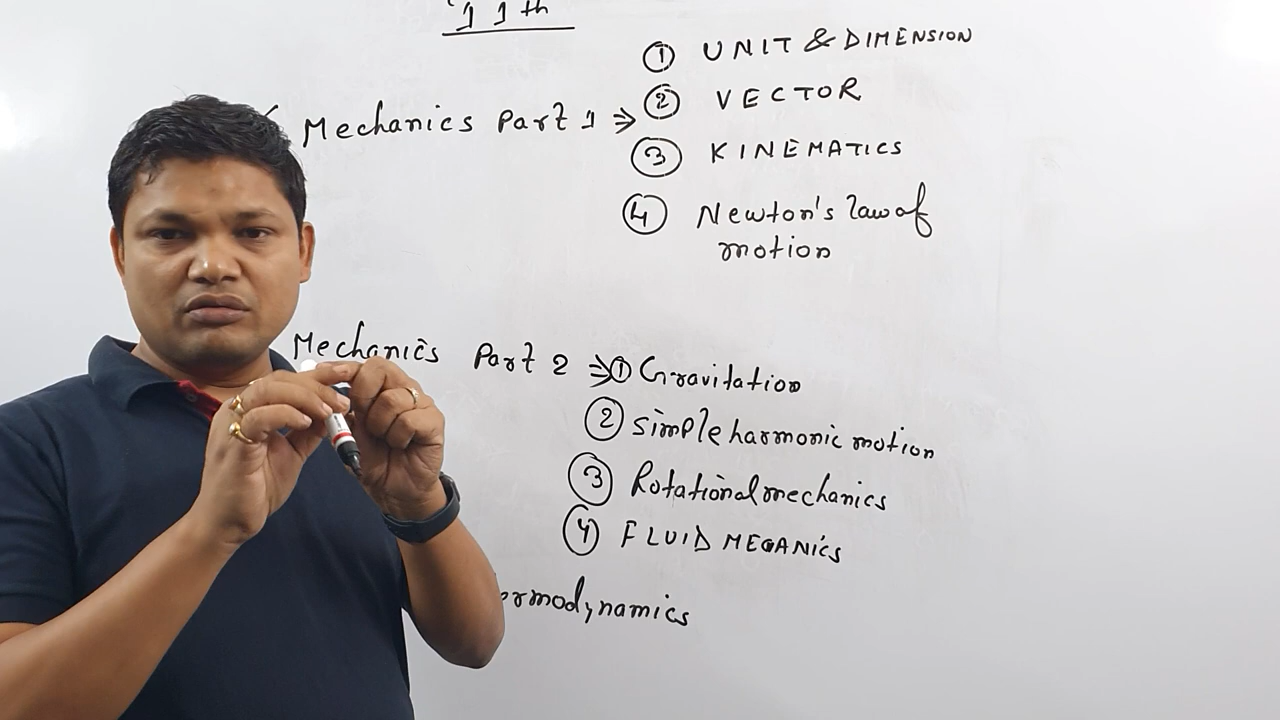 11th
Mechanics Part 1 ⇒ ① UNIT & DIMENSION
② VECTOR
③ KINEMATICS
④ Newton's law of
motion
Mechanics Part 2 ⇒ ① Gravitation
② simple harmonic motion
③ Rotational mechanics
④ FLUID MECANICS
ermodynamics